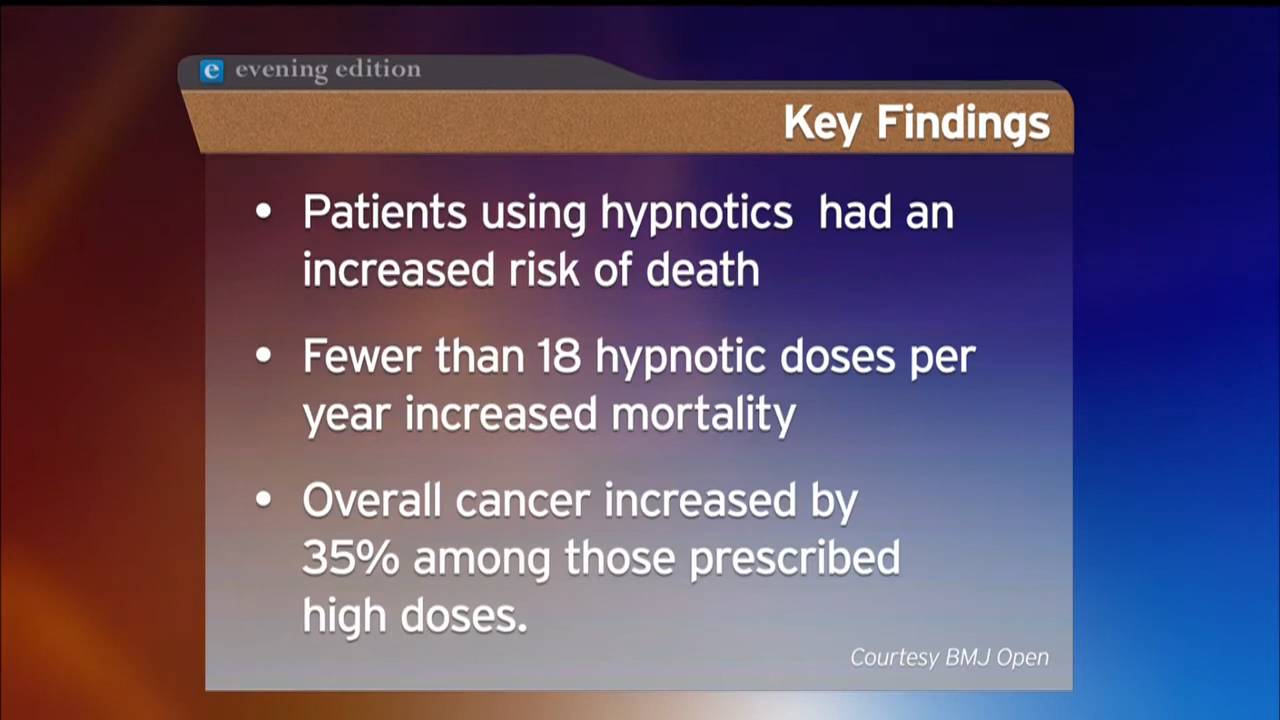 e evening edition
Key Findings
• Patients using hypnotics had an
increased risk of death
• Fewer than 18 hypnotic doses per
year increased mortality
• Overall cancer increased by
35% among those prescribed
high doses.
Courtesy BMJ Open